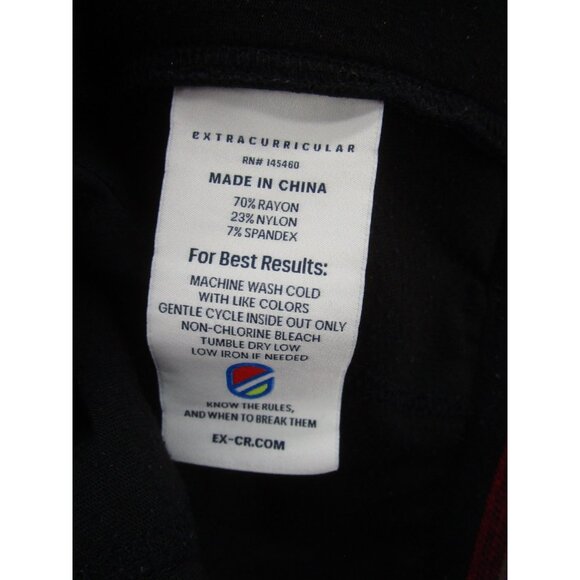 EXTRACURRICULAR
RN# 145460
MADE IN CHINA
70% RAYON
23% NYLON
7% SPANDEX
For Best Results:
MACHINE WASH COLD
WITH LIKE COLORS
GENTLE CYCLE INSIDE OUT ONLY
NON-CHLORINE BLEACH
TUMBLE DRY LOW
LOW IRON IF NEEDED
KNOW THE RULES,
AND WHEN TO BREAK THEM
EX-CR.COM